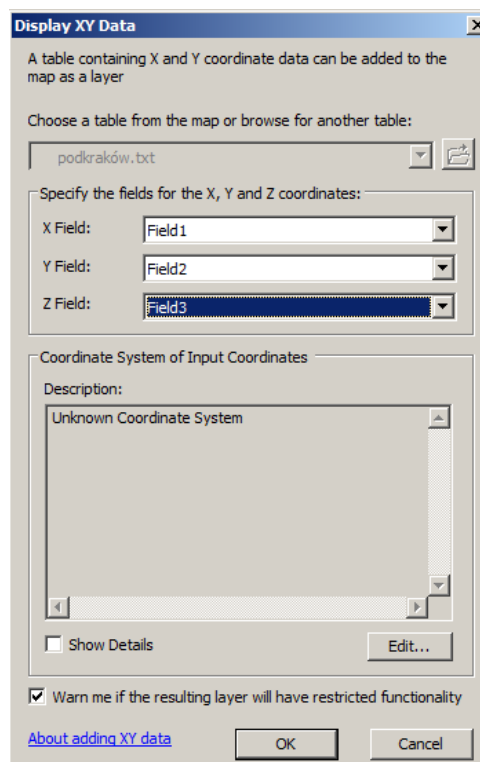 Display XY Data
A table containing X and Y coordinate data can be added to the
map as a layer
Choose a table from the map or browse for another table:
podkraków.txt
Specify the fields for the X, Y and Z coordinates:
X Field: Field1
Y Field: Field2
Z Field: Field3
Coordinate System of Input Coordinates
Description:
Unknown Coordinate System
Show Details Edit...
Warn me if the resulting layer will have restricted functionality
About adding XY data OK Cancel